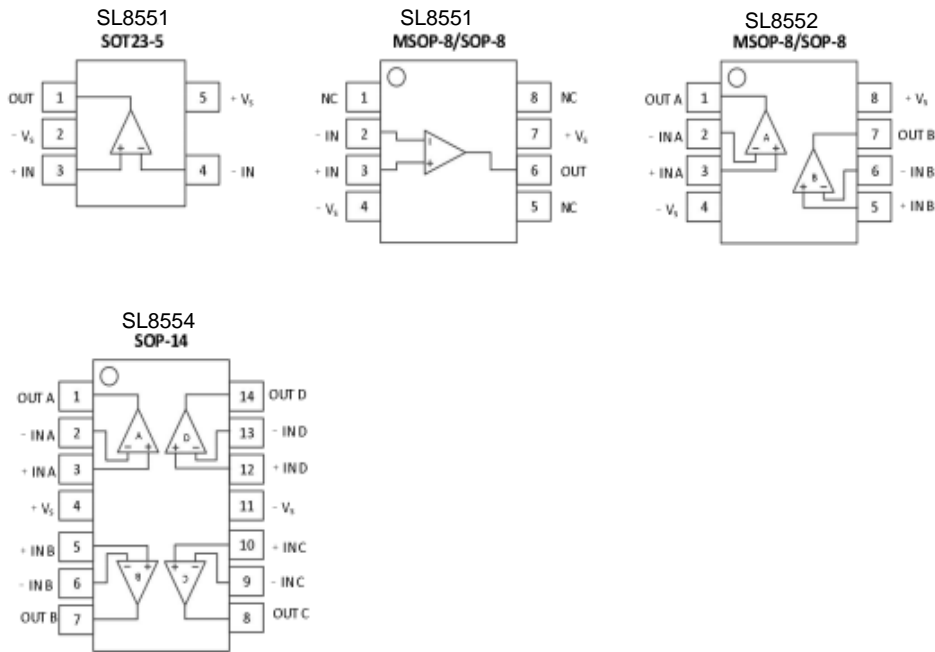 SL8551
SOT23-5
OUT 1
- Vs 2
+ IN 3
5 + Vs
4 - IN
+ -
SL8551
MSOP-8/SOP-8
NC 1
- IN 2
+ IN 3
- Vs 4
8 NC
7 + Vs
6 OUT
5 NC
+
SL8552
MSOP-8/SOP-8
OUT A 1
- IN A 2
+ IN A 3
- Vs 4
8 + Vs
7 OUT B
6 - IN B
5 + IN B
A
- +
B
+ -
SL8554
SOP-14
OUT A 1
- IN A 2
+ IN A 3
+ Vs 4
+ IN B 5
- IN B 6
OUT B 7
14 OUT D
13 - IN D
12 + IN D
11 - Vs
10 + IN C
9 - IN C
8 OUT C
A
- +
D
+ -
- +
B
+ -
C